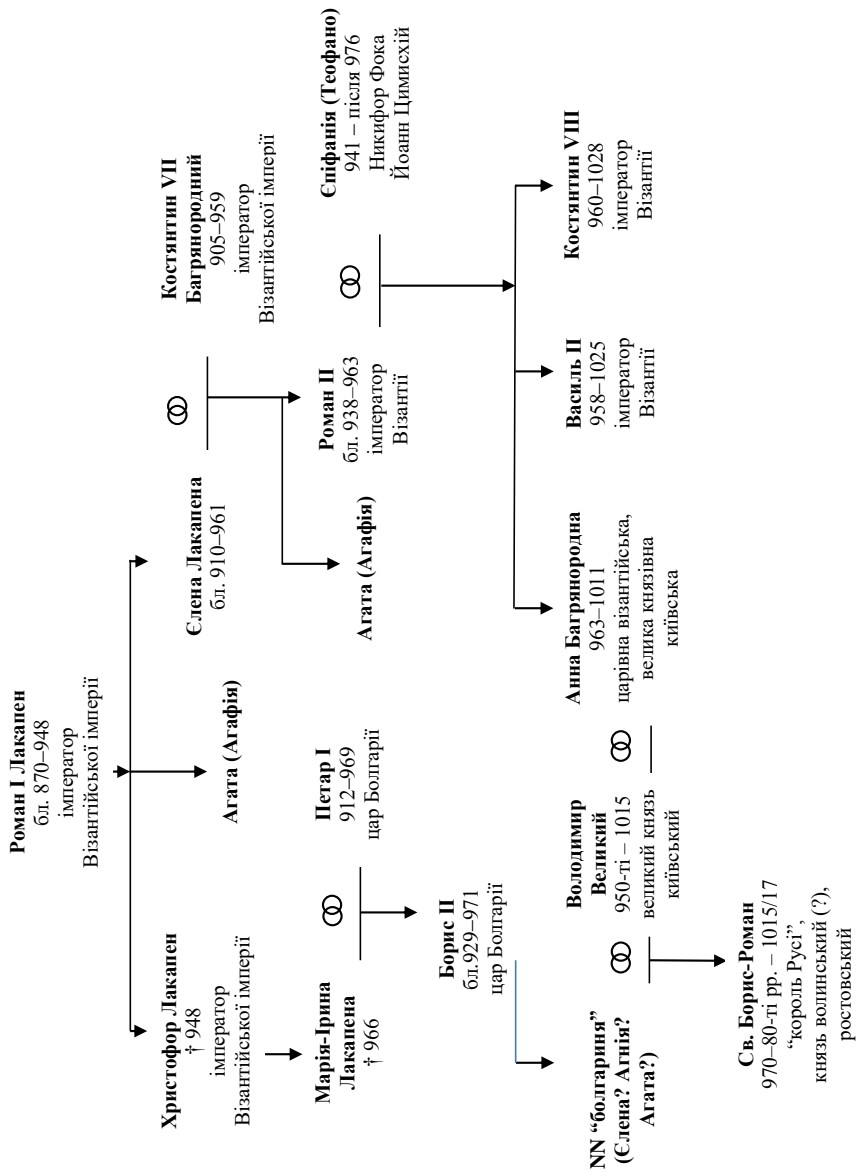 Роман I Лакапен
бл. 870–948
імператор
Візантійської імперії
Христофор Лакапен
† 948
імператор
Візантійської імперії
Агата (Агафія)
Єлена Лакапена
бл. 910–961
Костянтин VII
Багрянородний
905–959
імператор
Візантійської імперії
Марія-Ірина
Лакапена
† 966
Петар I
912–969
цар Болгарії
Агата (Агафія)
Роман II
бл. 938–963
імператор
Візантії
Єпіфанія (Теофано)
941 – після 976
Никифор Фока
Йоанн Цимисхій
Борис II
бл.929–971
цар Болгарії
NN “болгариня”
(Єлена? Агнія?
Агата?)
Володимир
Великий
950-ті – 1015
великий князь
київський
Анна Багрянородна
963–1011
царівна візантійська,
велика князівна
київська
Василь II
958–1025
імператор
Візантії
Костянтин VIII
960–1028
імператор
Візантії
Св. Борис-Роман
970–80-ті рр. – 1015/17
“король Русі”,
князь волинський (?),
ростовський